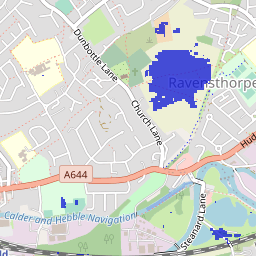 Dunbottle Lane
Ravensthorpe
Church Lane
A644
Calder and Hebble Navigation
Steanard Lane